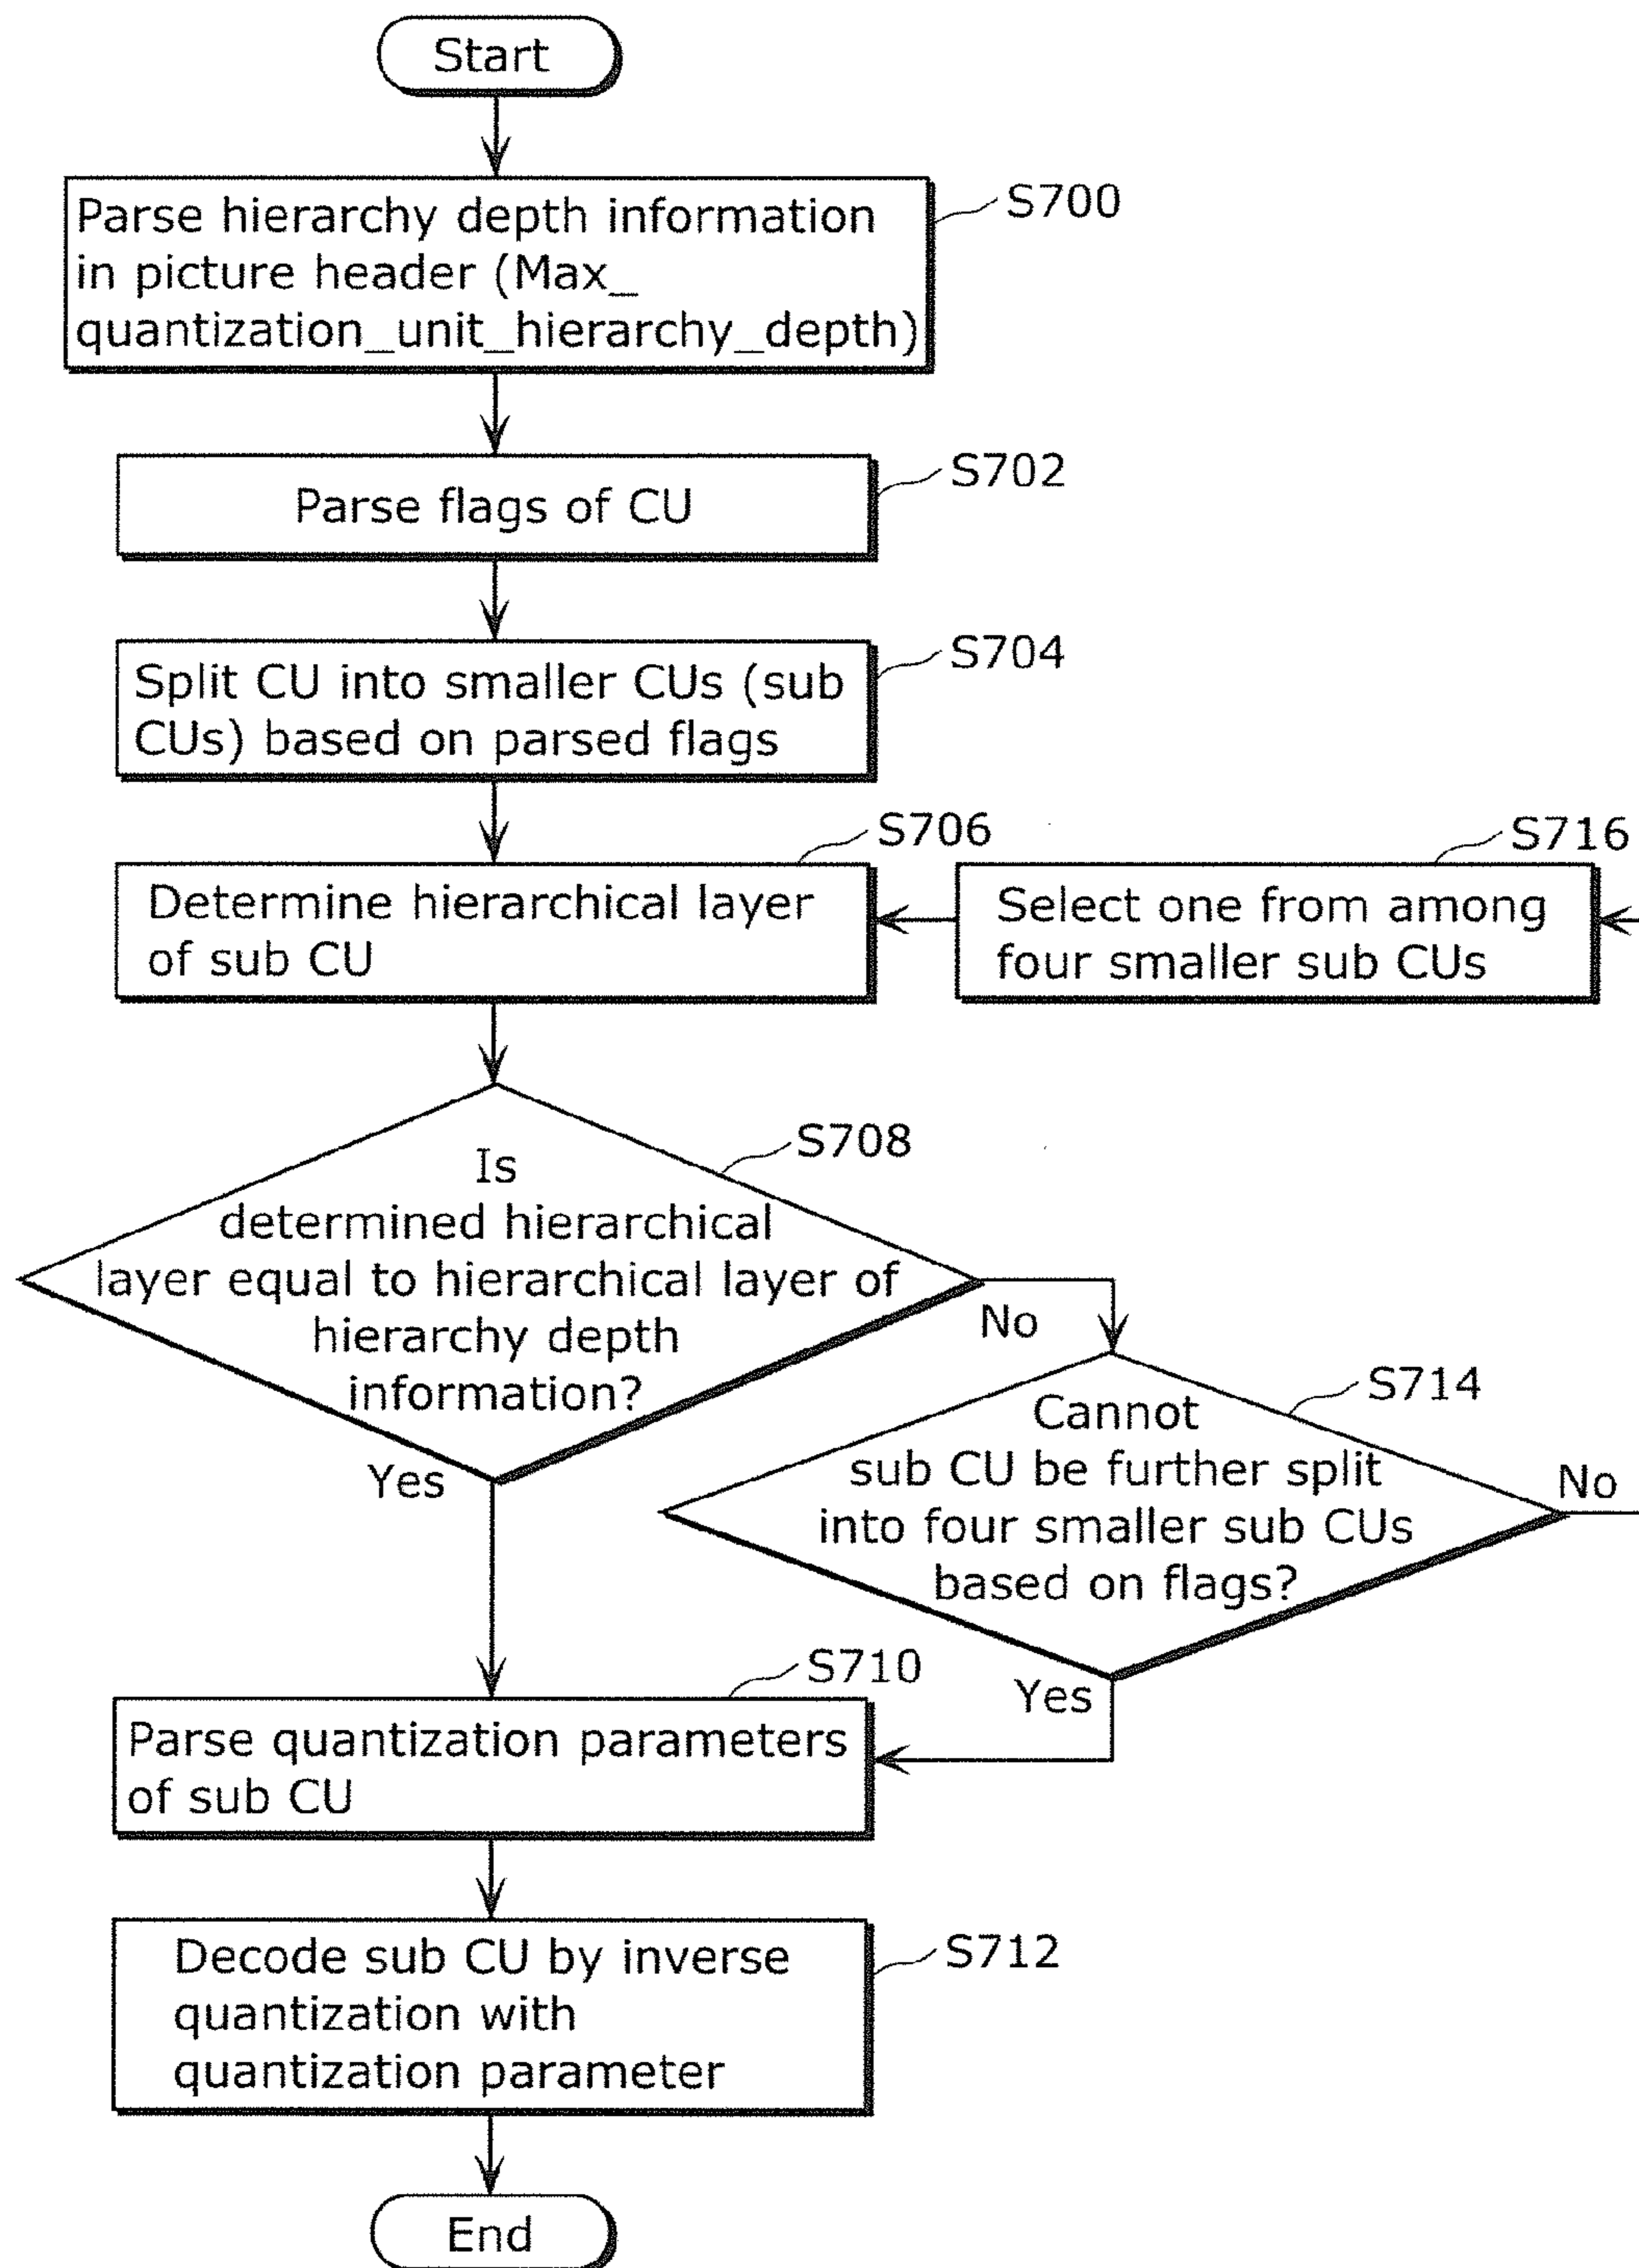 Start
Parse hierarchy depth information
in picture header (Max_
quantization_unit_hierarchy_depth)
S700
Parse flags of CU
S702
Split CU into smaller CUs (sub
CUs) based on parsed flags
S704
Determine hierarchical layer
of sub CU
S706
Select one from among
four smaller sub CUs
S716
Is
determined hierarchical
layer equal to hierarchical layer of
hierarchy depth
information?
S708
No
Yes
Cannot
sub CU be further split
into four smaller sub CUs
based on flags?
S714
No
Yes
Parse quantization parameters
of sub CU
S710
Decode sub CU by inverse
quantization with
quantization parameter
S712
End